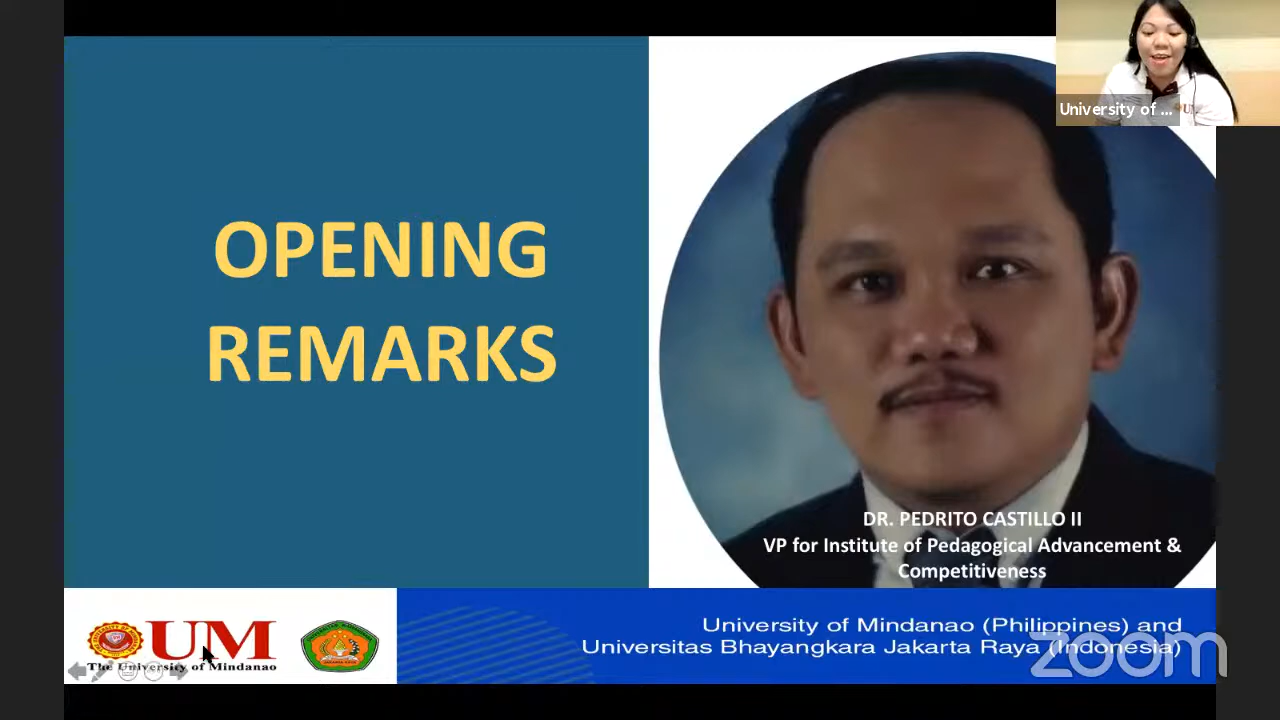 University of ...
UM
OPENING
REMARKS
DR. PEDRITO CASTILLO II
VP for Institute of Pedagogical Advancement &
Competitiveness
UM
The University of Mindanao
University of Mindanao (Philippines) and
Universitas Bhayangkara Jakarta Raya (Indonesia)
zoom